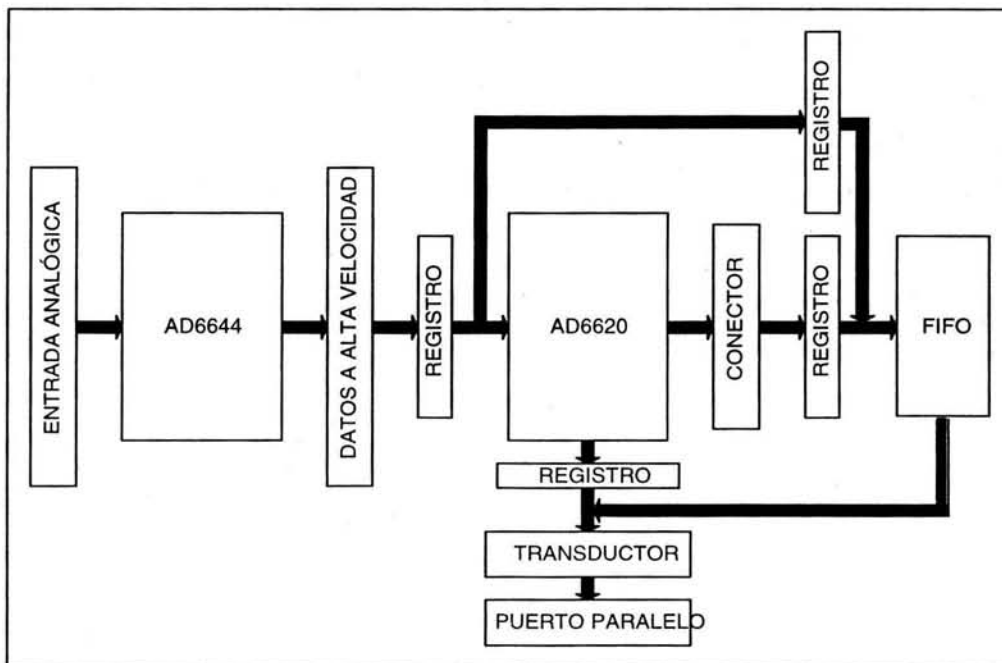 ENTRADA ANALÓGICA
AD6644
DATOS A ALTA VELOCIDAD
REGISTRO
AD6620
CONECTOR
REGISTRO
REGISTRO
FIFO
REGISTRO
TRANSDUCTOR
PUERTO PARALELO